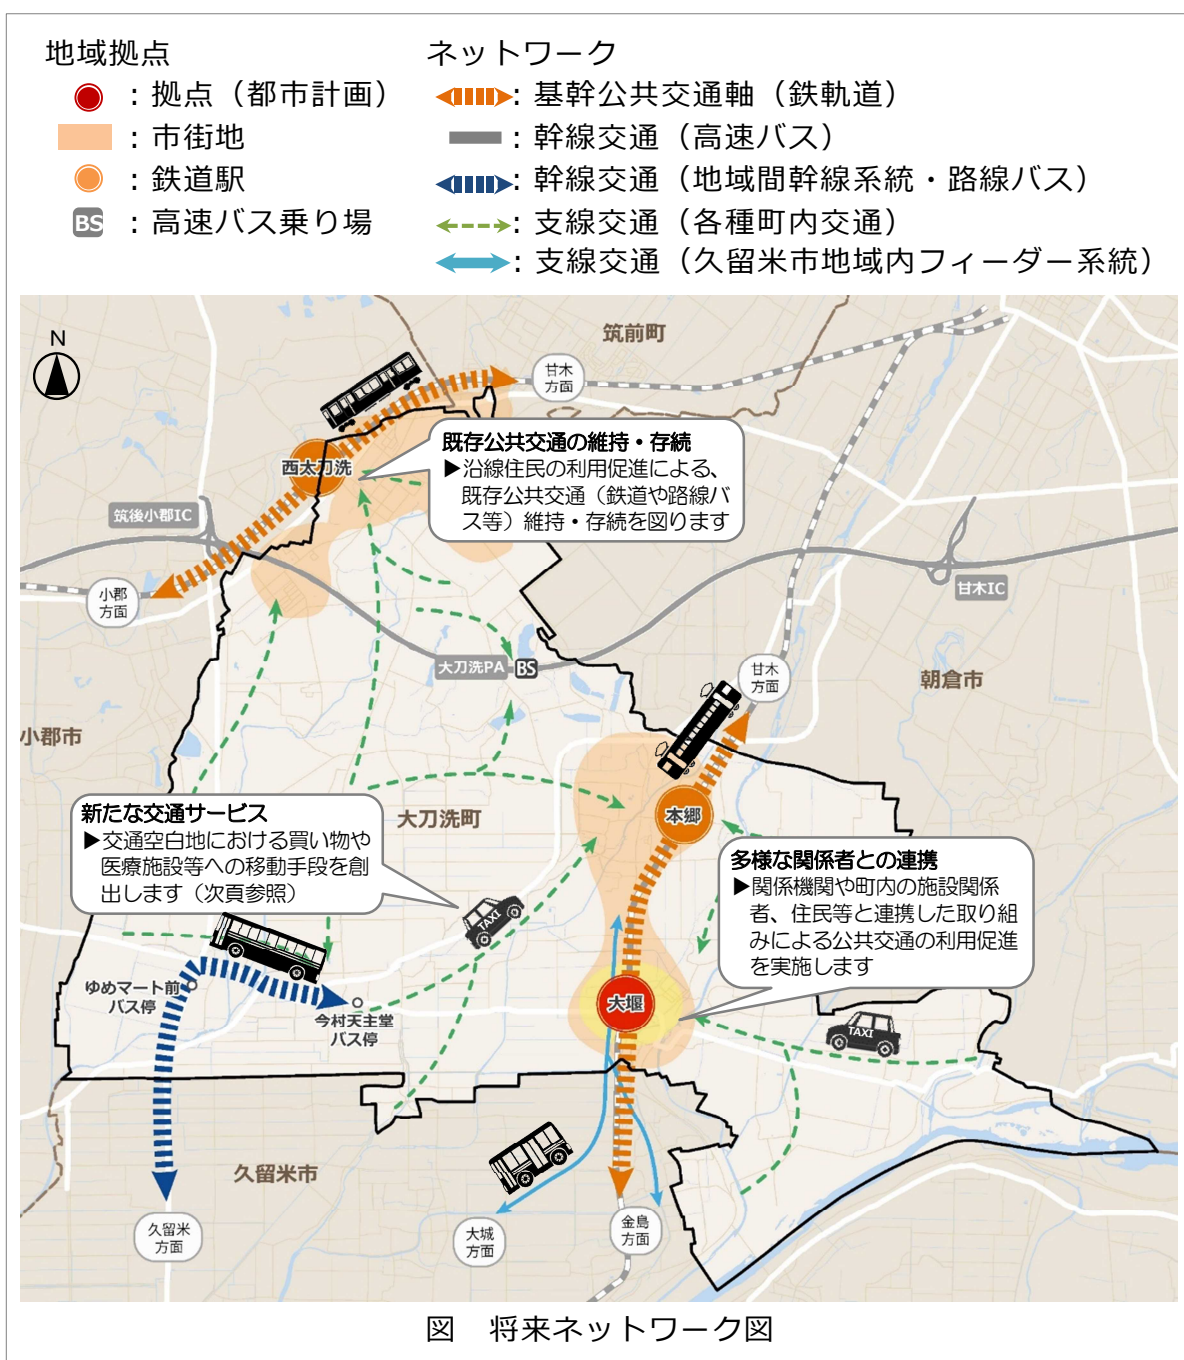 地域拠点
：拠点（都市計画）
：市街地
：鉄道駅
BS：高速バス乗り場
ネットワーク
：基幹公共交通軸（鉄軌道）
：幹線交通（高速バス）
：幹線交通（地域間幹線系統・路線バス）
：支線交通（各種町内交通）
：支線交通（久留米市地域内フィーダー系統）
N
筑前町
甘木
方面
既存公共交通の維持・存続
▶沿線住民の利用促進による、
既存公共交通（鉄道や路線バ
ス等）維持・存続を図ります
西太刀洗
筑後小郡IC
小郡
方面
甘木IC
大刀洗PA
BS
甘木
方面
朝倉市
小郡市
新たな交通サービス
▶交通空白地における買い物や
医療施設等への移動手段を創
出します（次頁参照）
大刀洗町
本郷
多様な関係者との連携
▶関係機関や町内の施設関係
者、住民等と連携した取り組
みによる公共交通の利用促進
を実施します
TAXI
ゆめマート前
バス停
今村天主堂
バス停
大堰
TAXI
久留米市
久留米
方面
大城
方面
金島
方面
図　将来ネットワーク図